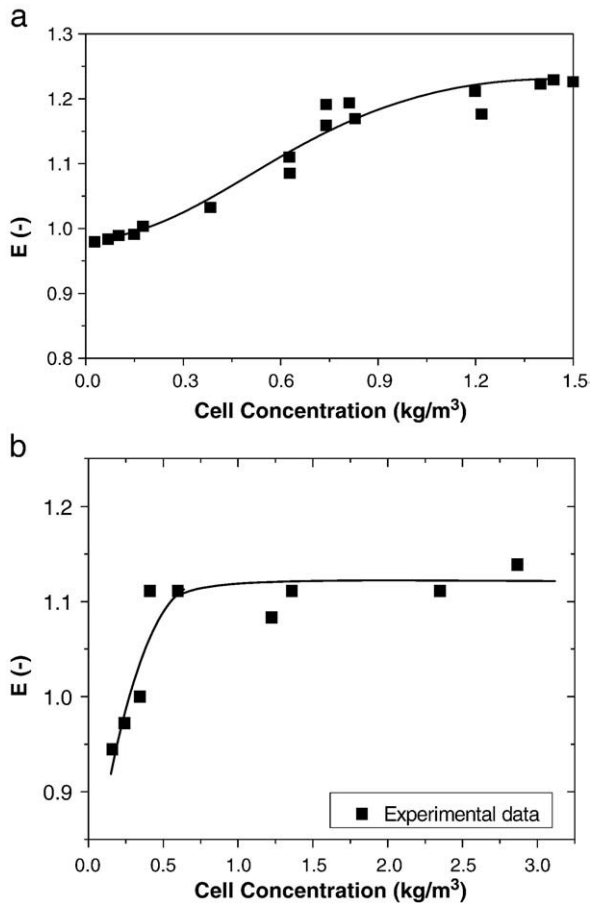 a
1.3
1.2
1.1
1.0
0.9
0.8
E (-)
0.0 0.3 0.6 0.9 1.2 1.5
Cell Concentration (kg/m³)
b
1.2
1.1
1.0
0.9
E (-)
Experimental data
0.0 0.5 1.0 1.5 2.0 2.5 3.0
Cell Concentration (kg/m³)